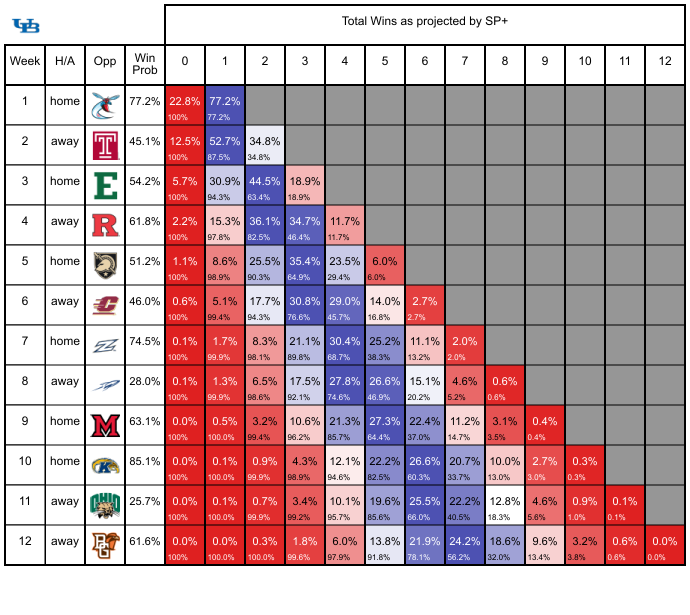 UB
Total Wins as projected by SP+
Week H/A Opp Win Prob 0 1 2 3 4 5 6 7 8 9 10 11 12
1 home 77.2% 22.8% 77.2%
100% 77.2%
2 away T 45.1% 12.5% 52.7% 34.8%
100% 87.5% 34.8%
3 home E 54.2% 5.7% 30.9% 44.5% 18.9%
100% 94.3% 63.4% 18.9%
4 away R 61.8% 2.2% 15.3% 36.1% 34.7% 11.7%
100% 97.8% 82.5% 46.4% 11.7%
5 home 51.2% 1.1% 8.6% 25.5% 35.4% 23.5% 6.0%
100% 98.9% 90.3% 64.9% 29.4% 6.0%
6 away C 46.0% 0.6% 5.1% 17.7% 30.8% 29.0% 14.0% 2.7%
100% 99.4% 94.3% 76.6% 45.7% 16.8% 2.7%
7 home Z 74.5% 0.1% 1.7% 8.3% 21.1% 30.4% 25.2% 11.1% 2.0%
100% 99.9% 98.1% 89.8% 68.7% 38.3% 13.2% 2.0%
8 away 28.0% 0.1% 1.3% 6.5% 17.5% 27.8% 26.6% 15.1% 4.6% 0.6%
100% 99.9% 98.6% 92.1% 74.6% 46.9% 20.2% 5.2% 0.6%
9 home M 63.1% 0.0% 0.5% 3.2% 10.6% 21.3% 27.3% 22.4% 11.2% 3.1% 0.4%
100% 100.0% 99.4% 96.2% 85.7% 64.4% 37.0% 14.7% 3.5% 0.4%
10 home K 85.1% 0.0% 0.1% 0.9% 4.3% 12.1% 22.2% 26.6% 20.7% 10.0% 2.7% 0.3%
100% 100.0% 99.9% 98.9% 94.6% 82.5% 60.3% 33.7% 13.0% 3.0% 0.3%
11 away OHIO 25.7% 0.0% 0.1% 0.7% 3.4% 10.1% 19.6% 25.5% 22.2% 12.8% 4.6% 0.9% 0.1%
100% 100.0% 99.9% 99.2% 95.7% 85.6% 66.0% 40.5% 18.3% 5.6% 1.0% 0.1%
12 away BG 61.6% 0.0% 0.0% 0.3% 1.8% 6.0% 13.8% 21.9% 24.2% 18.6% 9.6% 3.2% 0.6% 0.0%
100% 100.0% 100.0% 99.6% 97.9% 91.8% 78.1% 56.2% 32.0% 13.4% 3.8% 0.6% 0.0%